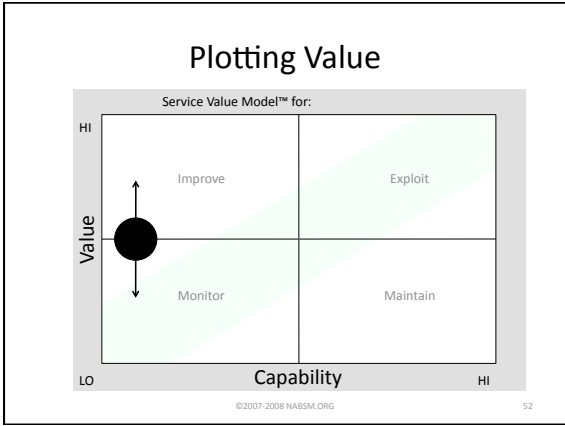 Plotting Value
Service Value Model™ for:
HI
Improve
Exploit
Value
Monitor
Maintain
LO
Capability
HI
©2007-2008 NABSM.ORG
52